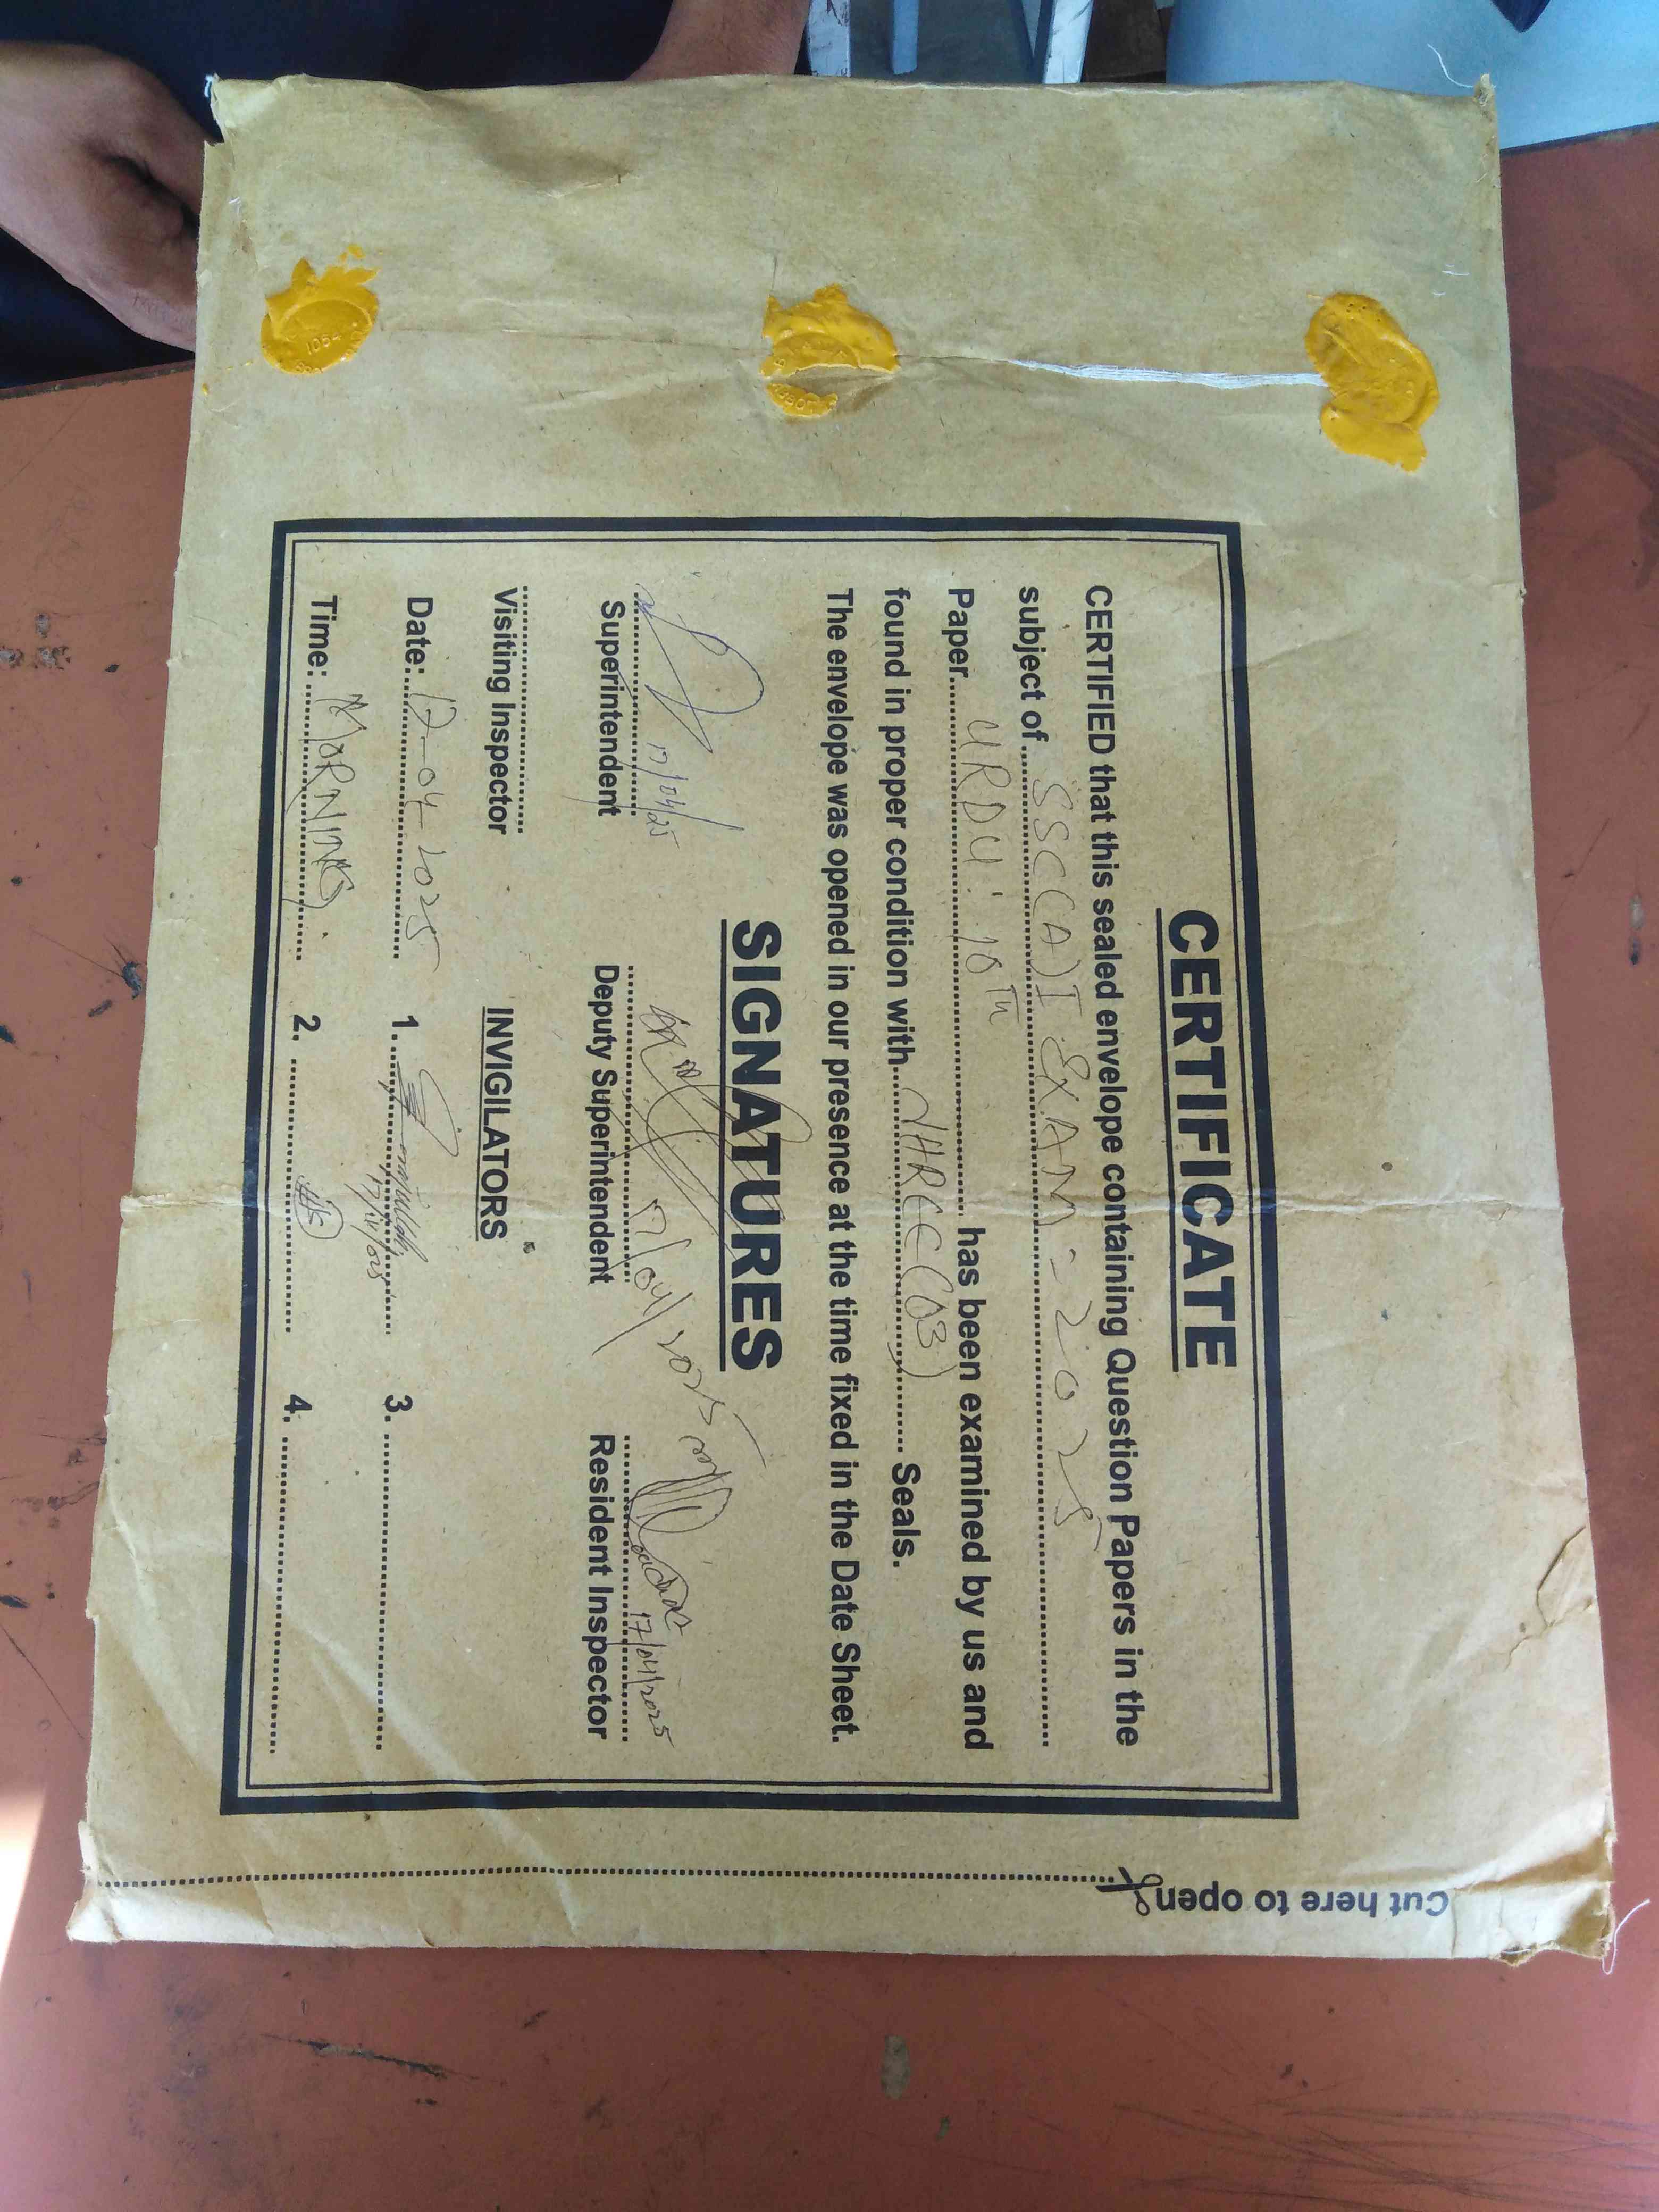 CERTIFICATE
CERTIFIED that this sealed envelope containing Question Papers in the
subject of SSC(A)I EXAM - 2025
Paper URDU: 10TH has been examined by us and
found in proper condition with THREE (03) Seals.
The envelope was opened in our presence at the time fixed in the Date Sheet.
SIGNATURES
17/04/25 17/04/2025 17/04/2025
Superintendent Deputy Superintendent Resident Inspector
Visiting Inspector INVIGILATORS
Date: 17-04-2025 1. 3.
Time: MORNING 2. 4.
Cut here to open
1054